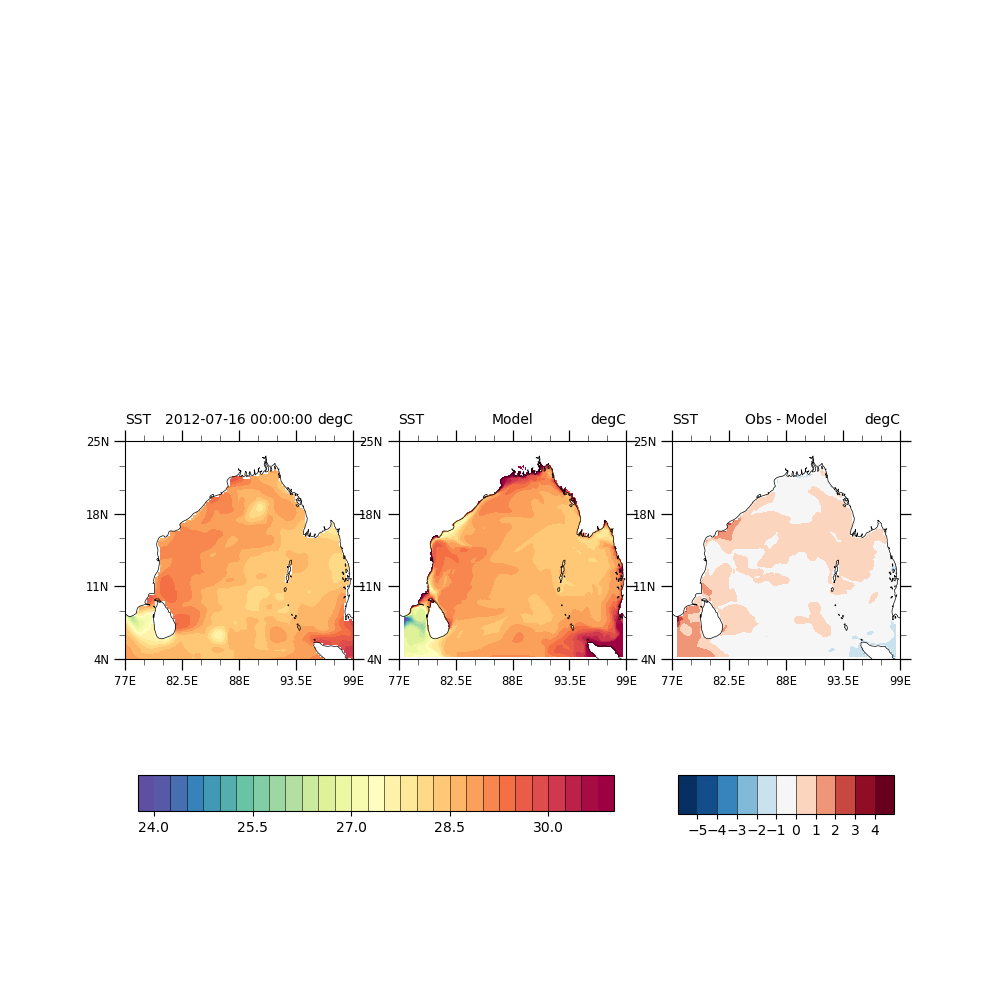 SST 2012-07-16 00:00:00 degC SST Model degC SST Obs - Model degC
25N 25N 25N
18N 18N 18N
11N 11N 11N
4N 4N 4N
77E 82.5E 88E 93.5E 99E 77E 82.5E 88E 93.5E 99E 77E 82.5E 88E 93.5E 99E
24.0 25.5 27.0 28.5 30.0 −5 −4 −3 −2 −1 0 1 2 3 4